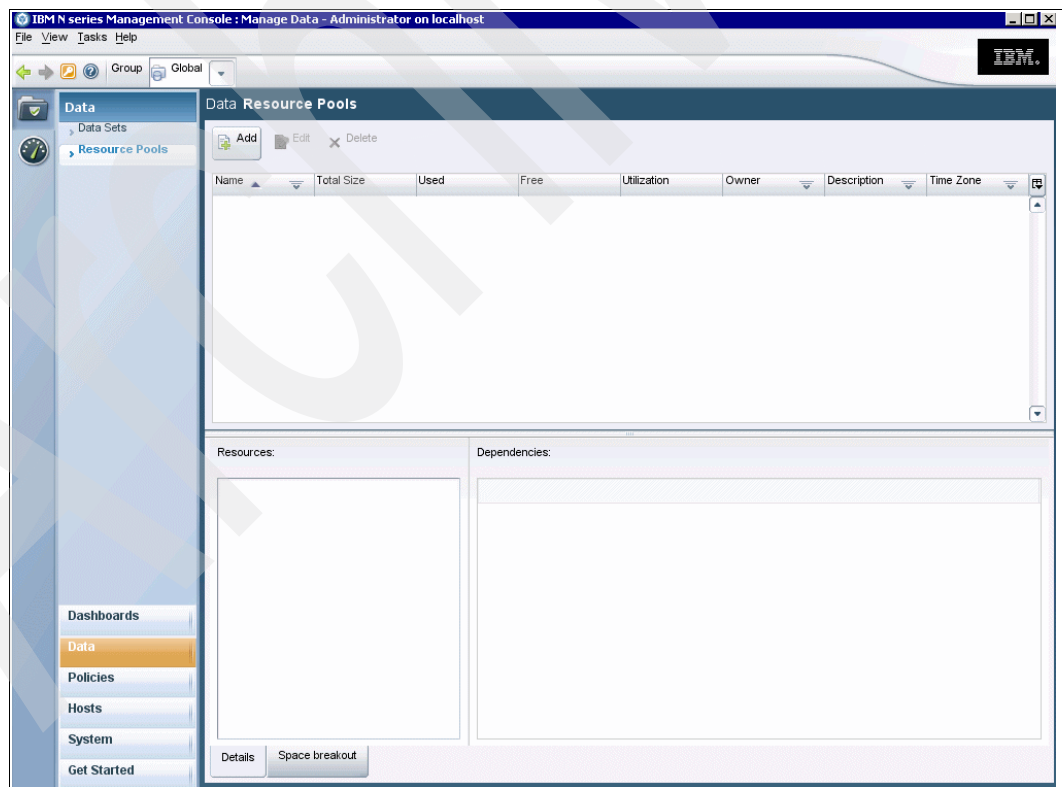 IBM N series Management Console : Manage Data - Administrator on localhost
File View Tasks Help
IBM.
Group Global
Data
Data Sets
Resource Pools
Data Resource Pools
Add Edit Delete
Name Total Size Used Free Utilization Owner Description Time Zone
Resources:
Dependencies:
Dashboards
Data
Policies
Hosts
System
Get Started
Details Space breakout